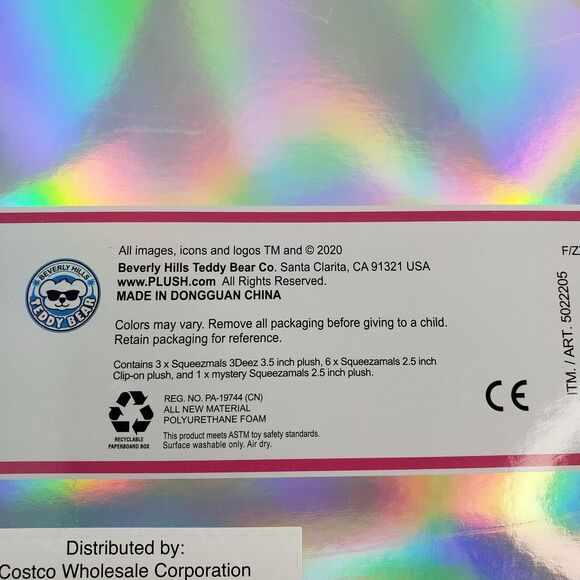 All images, icons and logos TM and © 2020
Beverly Hills Teddy Bear Co. Santa Clarita, CA 91321 USA
www.PLUSH.com All Rights Reserved.
MADE IN DONGGUAN CHINA
BEVERLY HILLS
TEDDY BEAR
Colors may vary. Remove all packaging before giving to a child.
Retain packaging for reference.
Contains 3 x Squeezmals 3Deez 3.5 inch plush, 6 x Squeezamals 2.5 inch
Clip-on plush, and 1 x mystery Squeezamals 2.5 inch plush.
REG. NO. PA-19744 (CN)
ALL NEW MATERIAL
POLYURETHANE FOAM
RECYCLABLE
PAPERBOARD BOX
This product meets ASTM toy safety standards.
Surface washable only. Air dry.
CE
ITM. / ART. 5022205
Distributed by:
Costco Wholesale Corporation